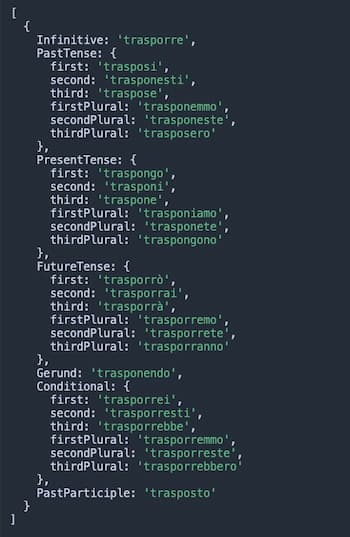 [
{
Infinitive: 'trasporre',
PastTense: {
first: 'trasposi',
second: 'trasponesti',
third: 'traspose',
firstPlural: 'trasponemmo',
secondPlural: 'trasponeste',
thirdPlural: 'trasposero'
},
PresentTense: {
first: 'traspongo',
second: 'trasponi',
third: 'traspone',
firstPlural: 'trasponiamo',
secondPlural: 'trasponete',
thirdPlural: 'traspongono'
},
FutureTense: {
first: 'trasporrò',
second: 'trasporrai',
third: 'trasporrà',
firstPlural: 'trasporremo',
secondPlural: 'trasporrete',
thirdPlural: 'trasporranno'
},
Gerund: 'trasponendo',
Conditional: {
first: 'trasporrei',
second: 'trasporresti',
third: 'trasporrebbe',
firstPlural: 'trasporremmo',
secondPlural: 'trasporreste',
thirdPlural: 'trasporrebbero'
},
PastParticiple: 'trasposto'
}
]